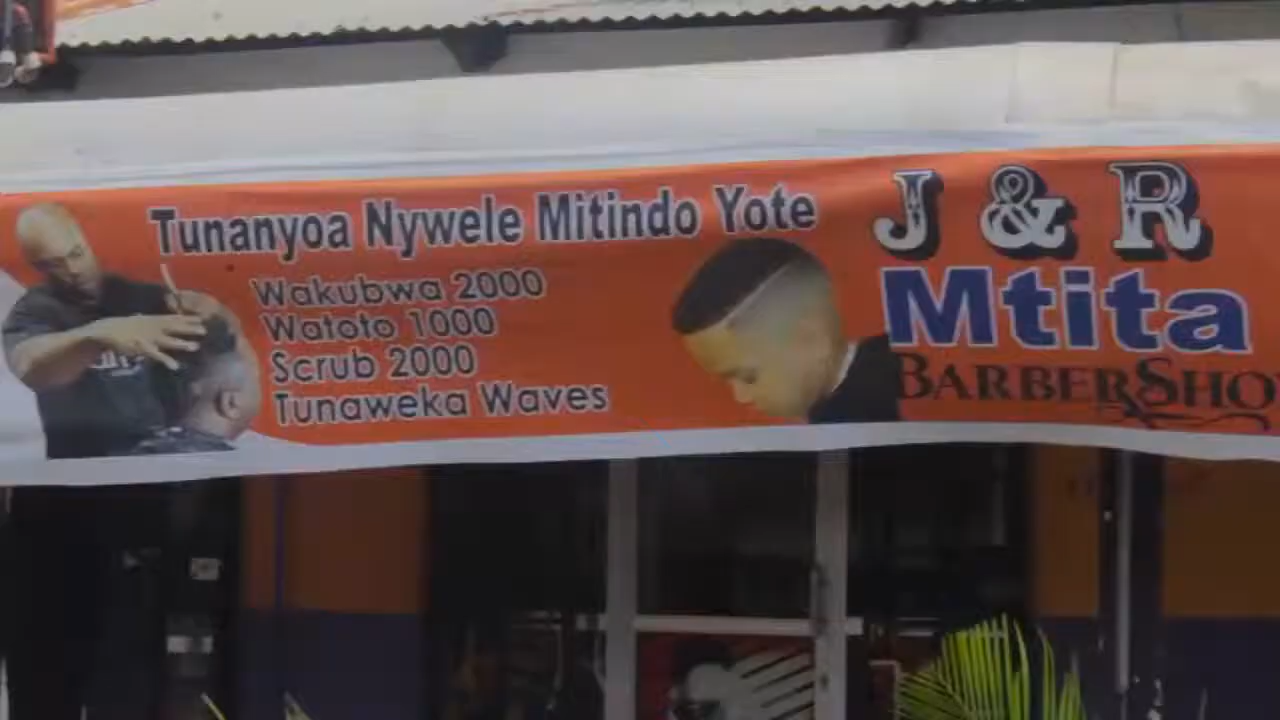 Tunanyoa Nywele Mitindo Yote
Wakubwa 2000
Watoto 1000
Scrub 2000
Tunaweka Waves
J & R
Mtita
BARBERSHO